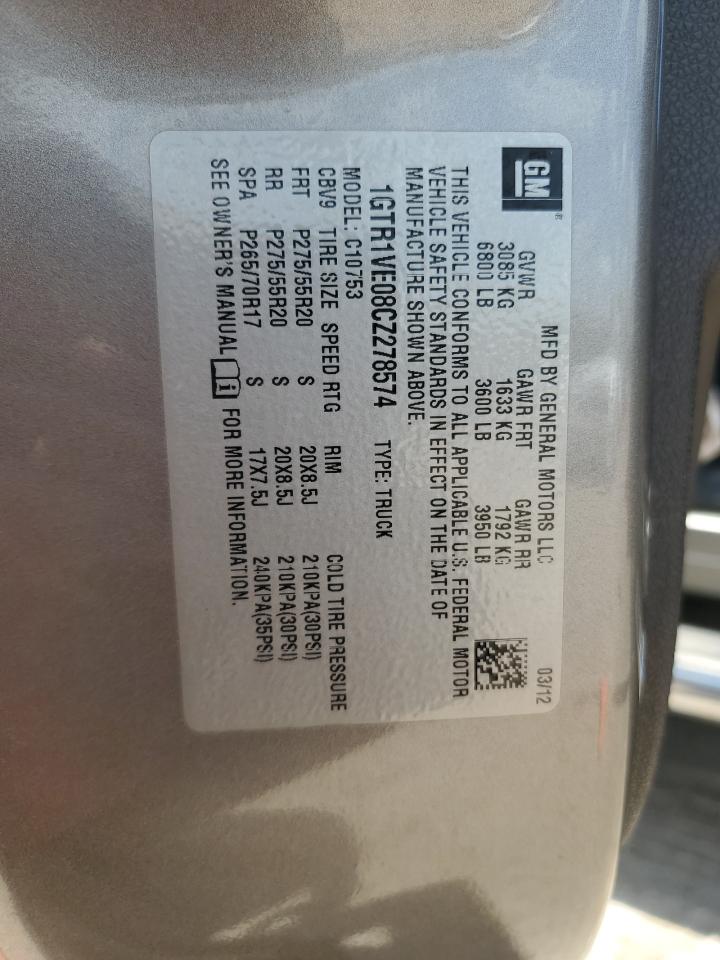 GM®
MFD BY GENERAL MOTORS LLC 03/12
GVWR GAWR FRT GAWR RR
3085 KG 1633 KG 1792 KG
6800 LB 3600 LB 3950 LB
THIS VEHICLE CONFORMS TO ALL APPLICABLE U.S. FEDERAL MOTOR
VEHICLE SAFETY STANDARDS IN EFFECT ON THE DATE OF
MANUFACTURE SHOWN ABOVE.
1GTR1VE08CZ278574 TYPE: TRUCK
MODEL: C10753
CBV9 TIRE SIZE SPEED RTG RIM COLD TIRE PRESSURE
FRT P275/55R20 S 20X8.5J 210KPA(30PSI)
RR P275/55R20 S 20X8.5J 210KPA(30PSI)
SPA P265/70R17 S 17X7.5J 240KPA(35PSI)
SEE OWNER'S MANUAL i FOR MORE INFORMATION.